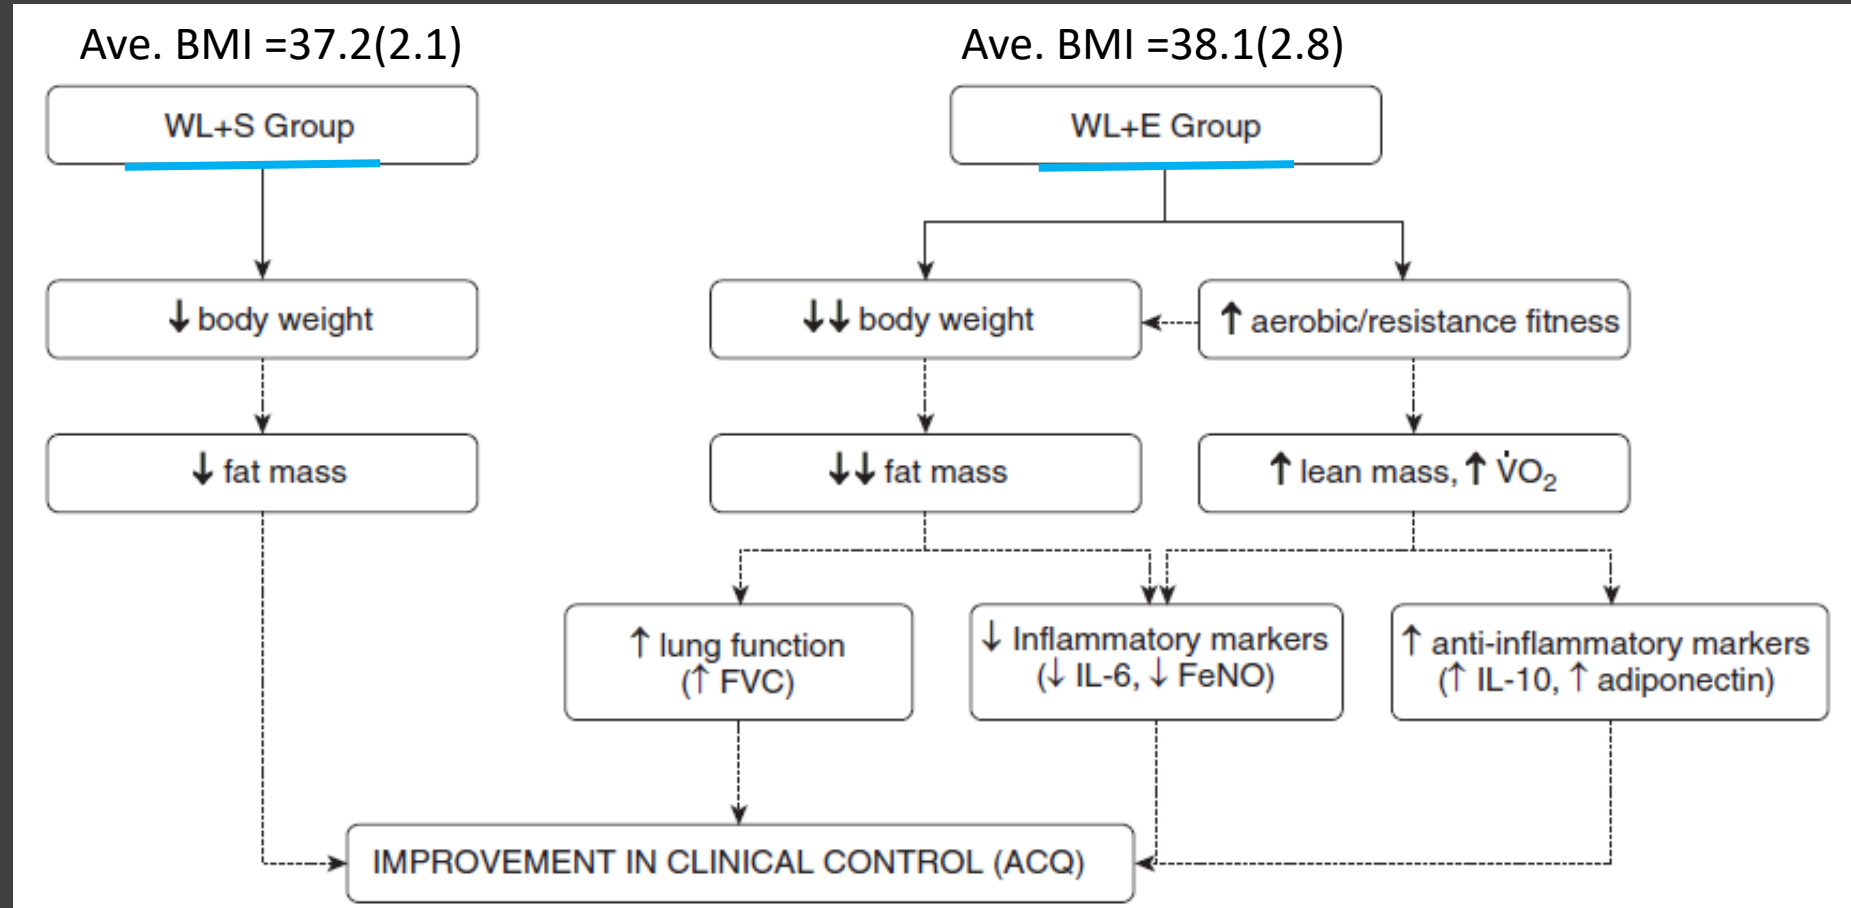 Ave. BMI =37.2(2.1)
Ave. BMI =38.1(2.8)
WL+S Group
WL+E Group
↓ body weight
↓↓ body weight
↑ aerobic/resistance fitness
↓ fat mass
↓↓ fat mass
↑ lean mass, ↑ V̇O₂
↑ lung function
(↑ FVC)
↓ Inflammatory markers
(↓ IL-6, ↓ FeNO)
↑ anti-inflammatory markers
(↑ IL-10, ↑ adiponectin)
IMPROVEMENT IN CLINICAL CONTROL (ACQ)